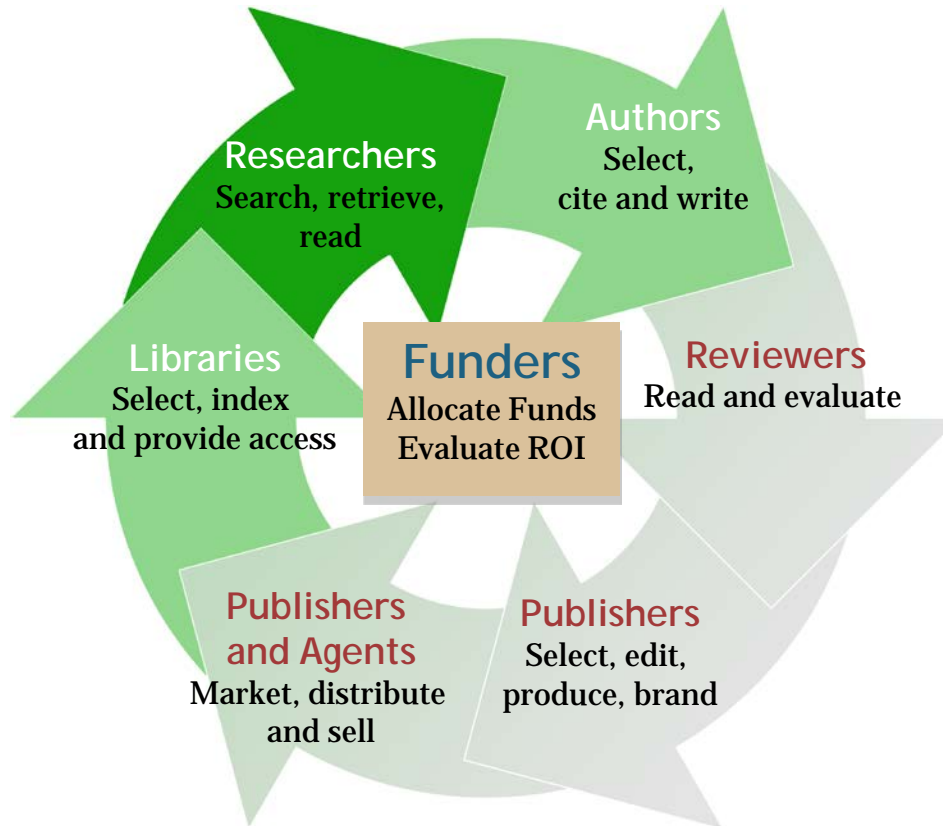 Authors
Select,
cite and write
Researchers
Search, retrieve,
read
Funders
Allocate Funds
Evaluate ROI
Reviewers
Read and evaluate
Libraries
Select, index
and provide access
Publishers
and Agents
Market, distribute
and sell
Publishers
Select, edit,
produce, brand